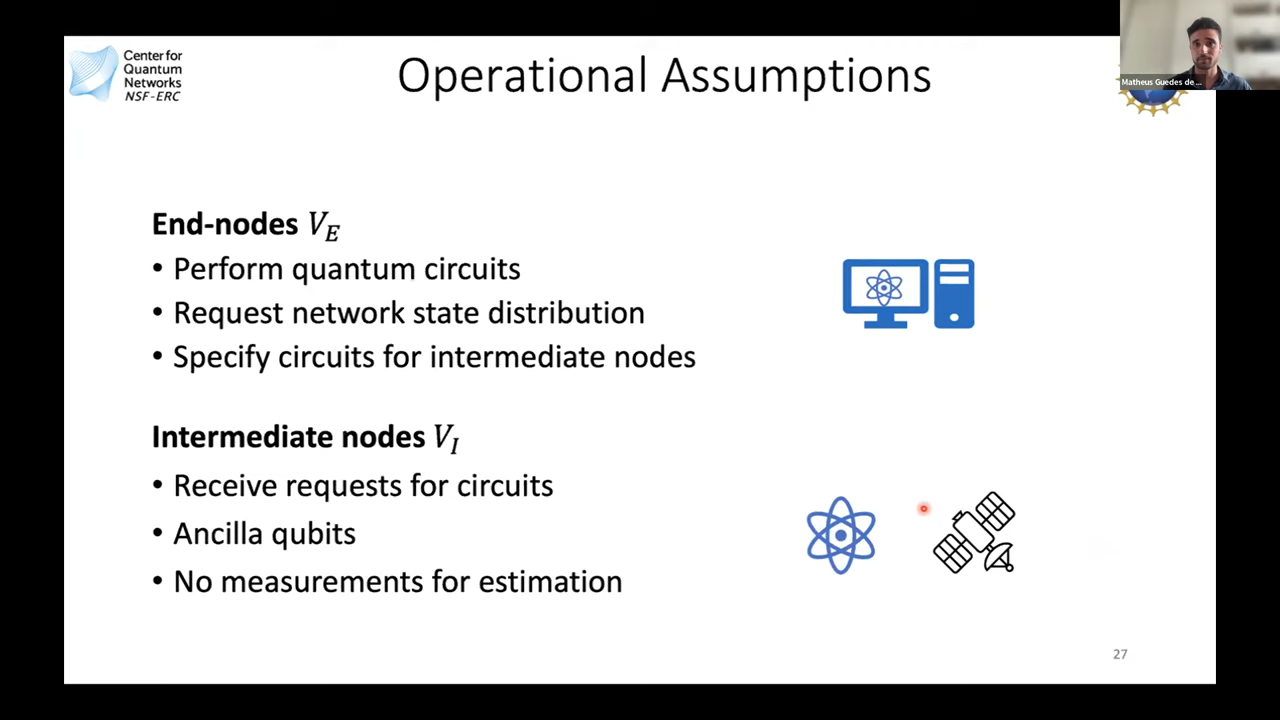 Center for
Quantum
Networks
NSF-ERC
Operational Assumptions
Matheus Guedes de ...
End-nodes V_E
• Perform quantum circuits
• Request network state distribution
• Specify circuits for intermediate nodes
Intermediate nodes V_I
• Receive requests for circuits
• Ancilla qubits
• No measurements for estimation
27